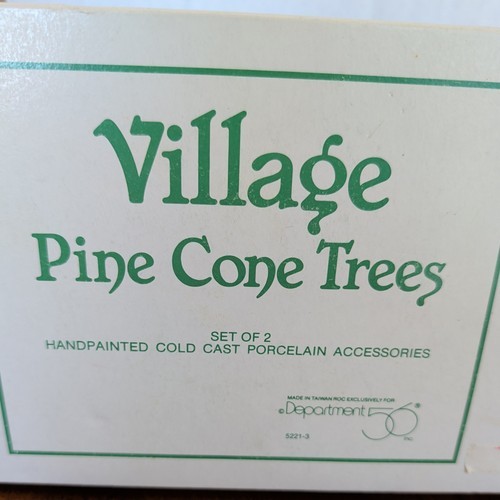 Village
Pine Cone Trees
SET OF 2
HANDPAINTED COLD CAST PORCELAIN ACCESSORIES
MADE IN TAIWAN ROC EXCLUSIVELY FOR
©Department 56®
INC.
5221-3